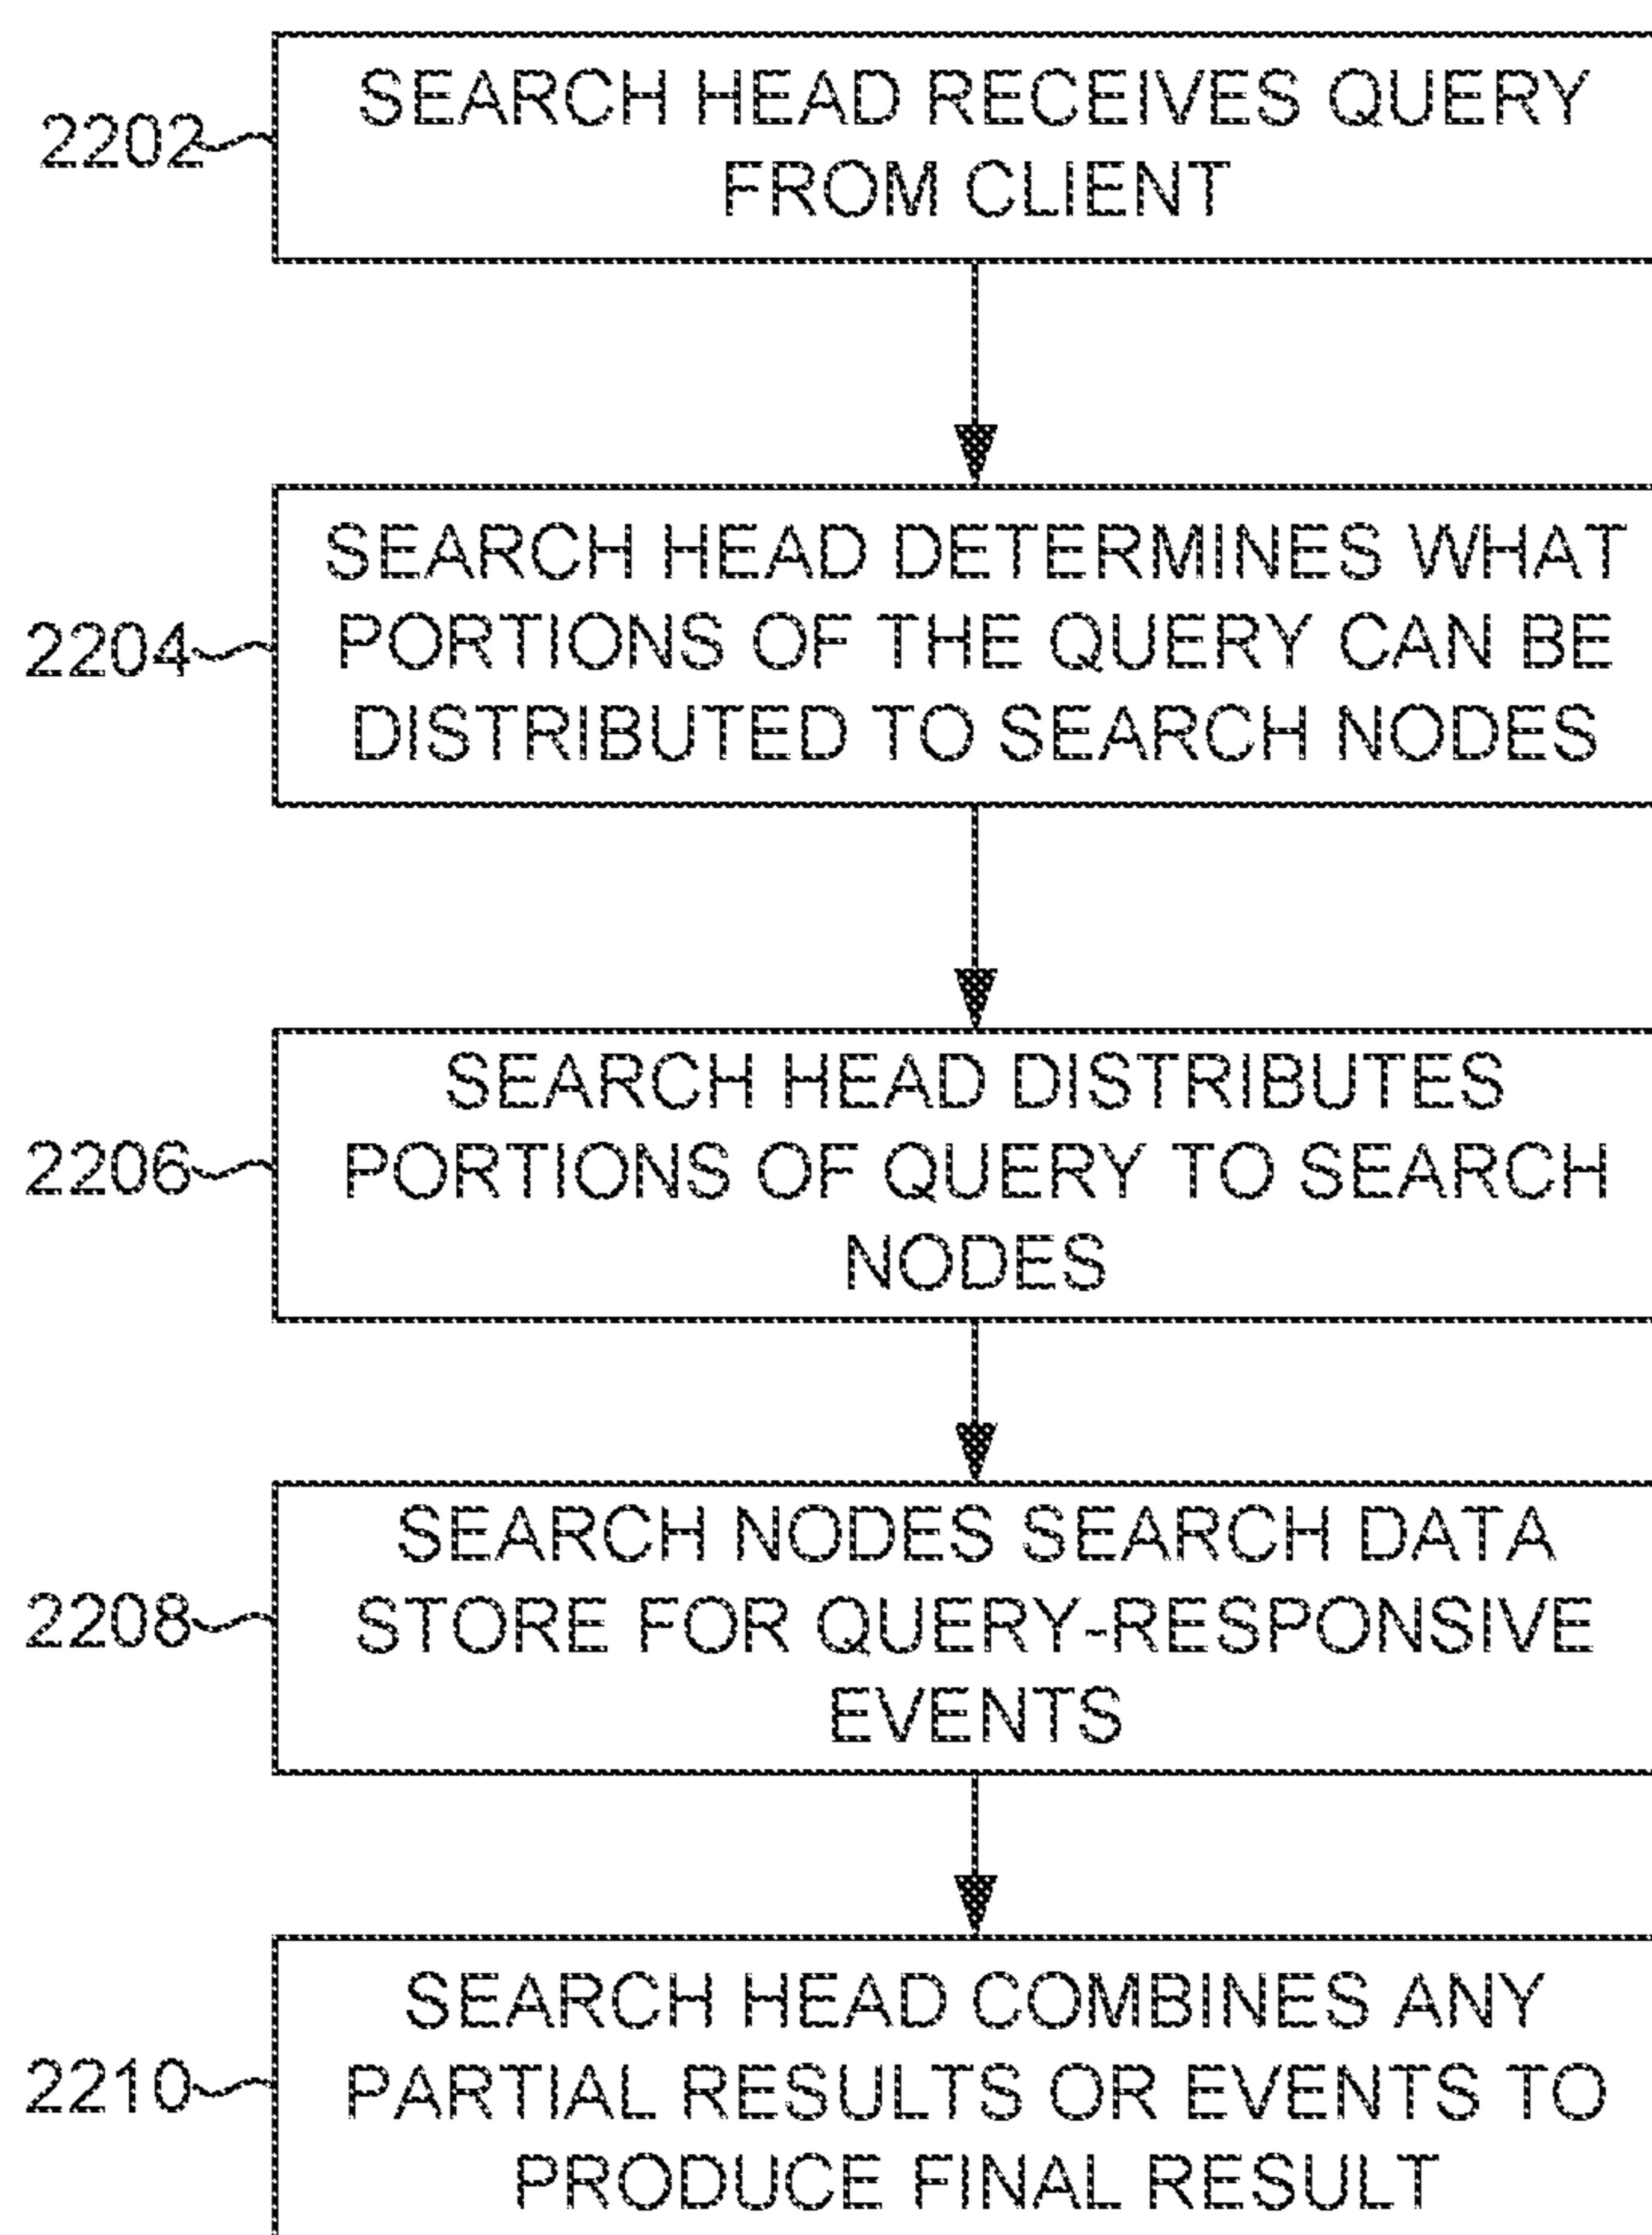 2202
SEARCH HEAD RECEIVES QUERY
FROM CLIENT
2204
SEARCH HEAD DETERMINES WHAT
PORTIONS OF THE QUERY CAN BE
DISTRIBUTED TO SEARCH NODES
2206
SEARCH HEAD DISTRIBUTES
PORTIONS OF QUERY TO SEARCH
NODES
2208
SEARCH NODES SEARCH DATA
STORE FOR QUERY-RESPONSIVE
EVENTS
2210
SEARCH HEAD COMBINES ANY
PARTIAL RESULTS OR EVENTS TO
PRODUCE FINAL RESULT